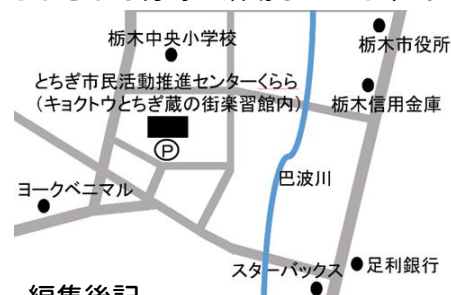 栃木中央小学校
栃木市役所
とちぎ市民活動推進センターくらら
(キョクトウとちぎ蔵の街楽習館内)
栃木信用金庫
P
ヨークベニマル
巴波川
スターバックス
足利銀行
編集後記